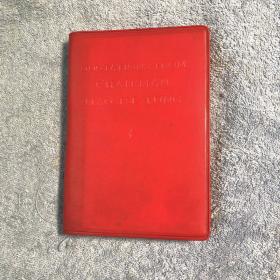 QUOTATIONS FROM
CHAIRMAN
MAO TSE-TUNG